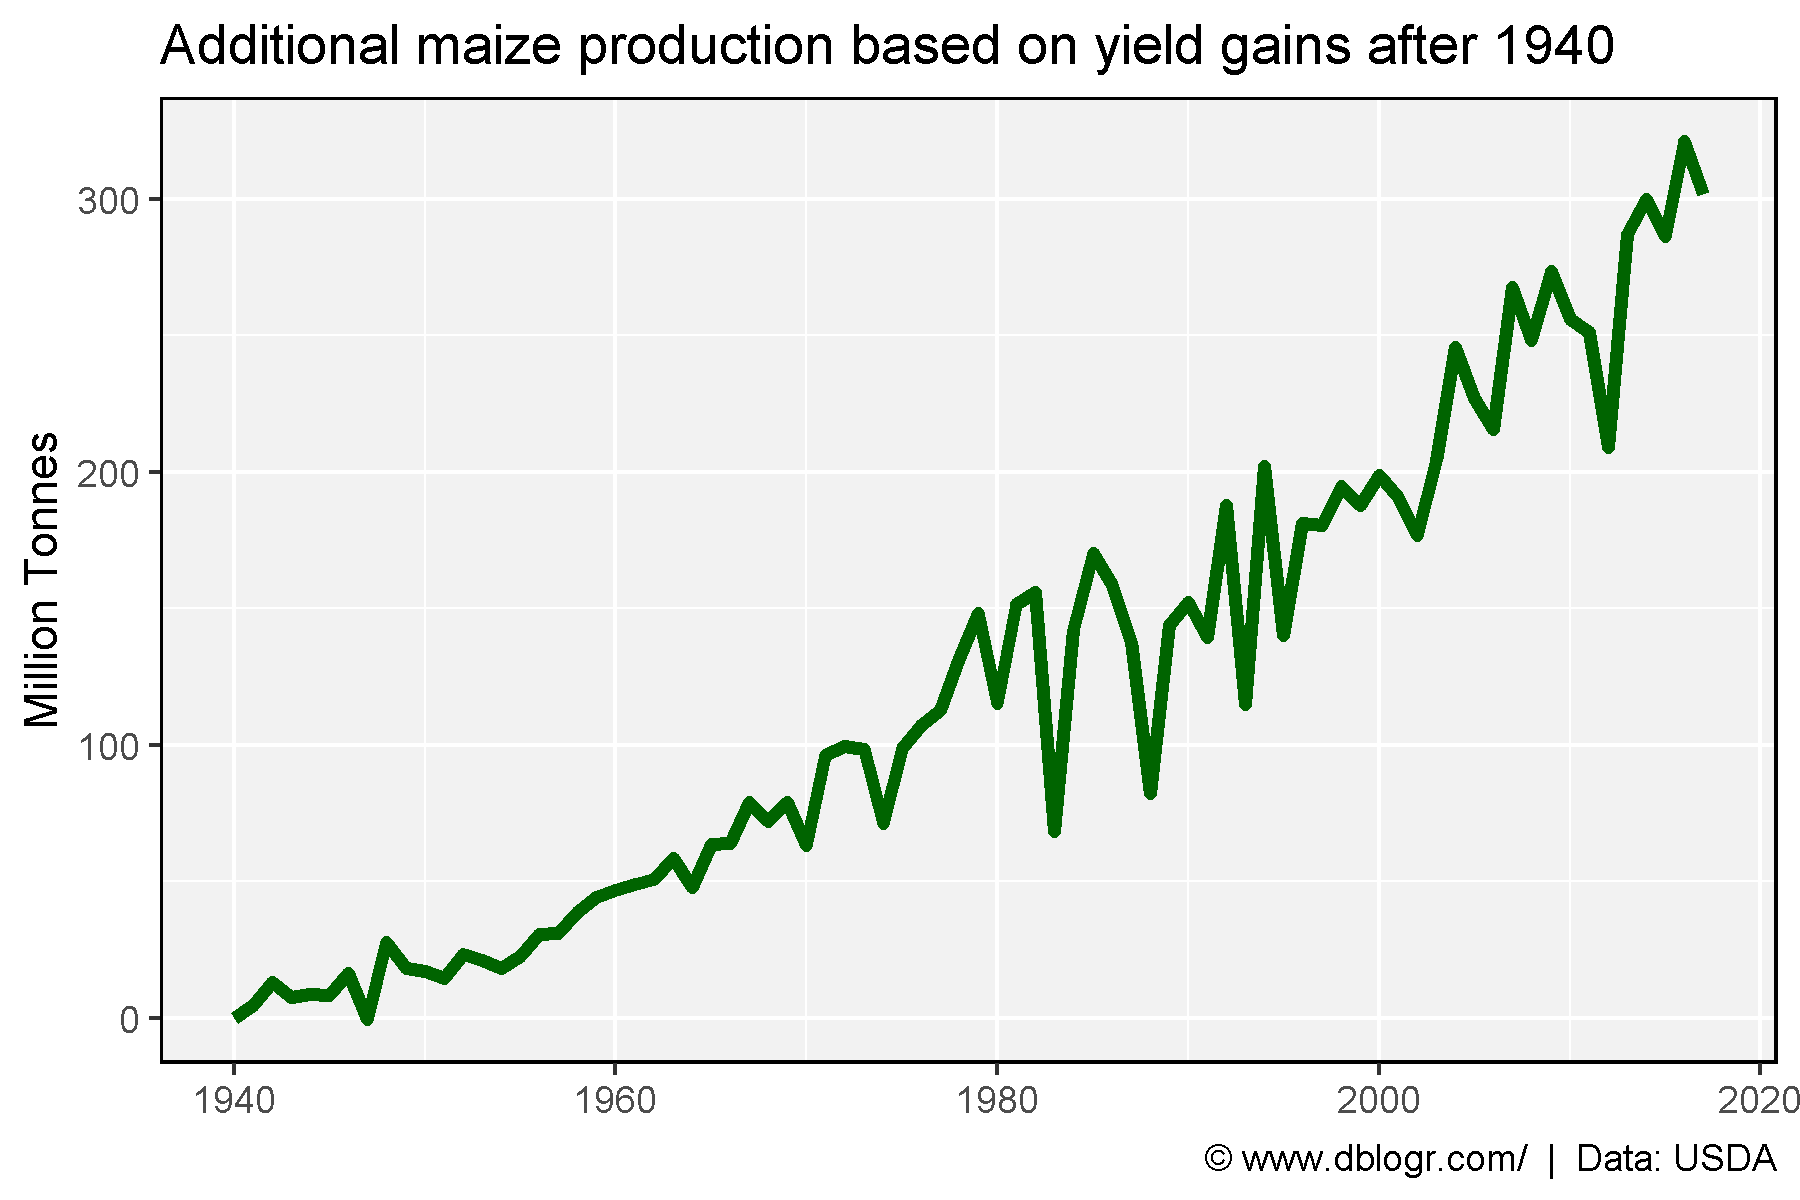 Additional maize production based on yield gains after 1940
Million Tonnes
300
200
100
0
1940 1960 1980 2000 2020
© www.dblogr.com/ | Data: USDA